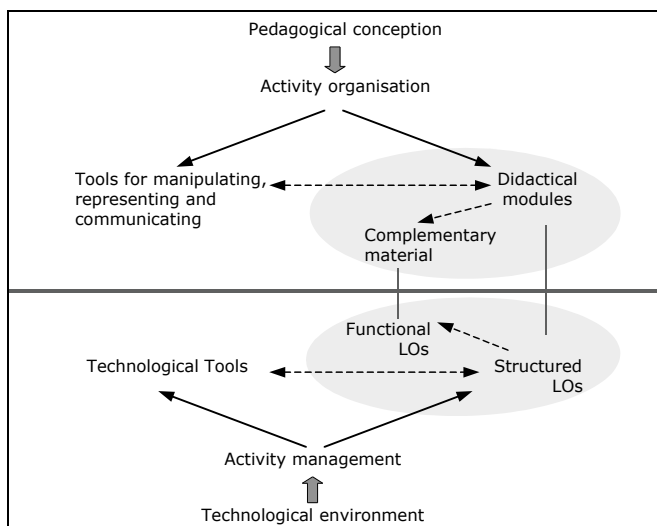 Pedagogical conception
Activity organisation
Tools for manipulating,
representing and
communicating
Didactical
modules
Complementary
material
Functional
LOs
Technological Tools
Structured
LOs
Activity management
Technological environment